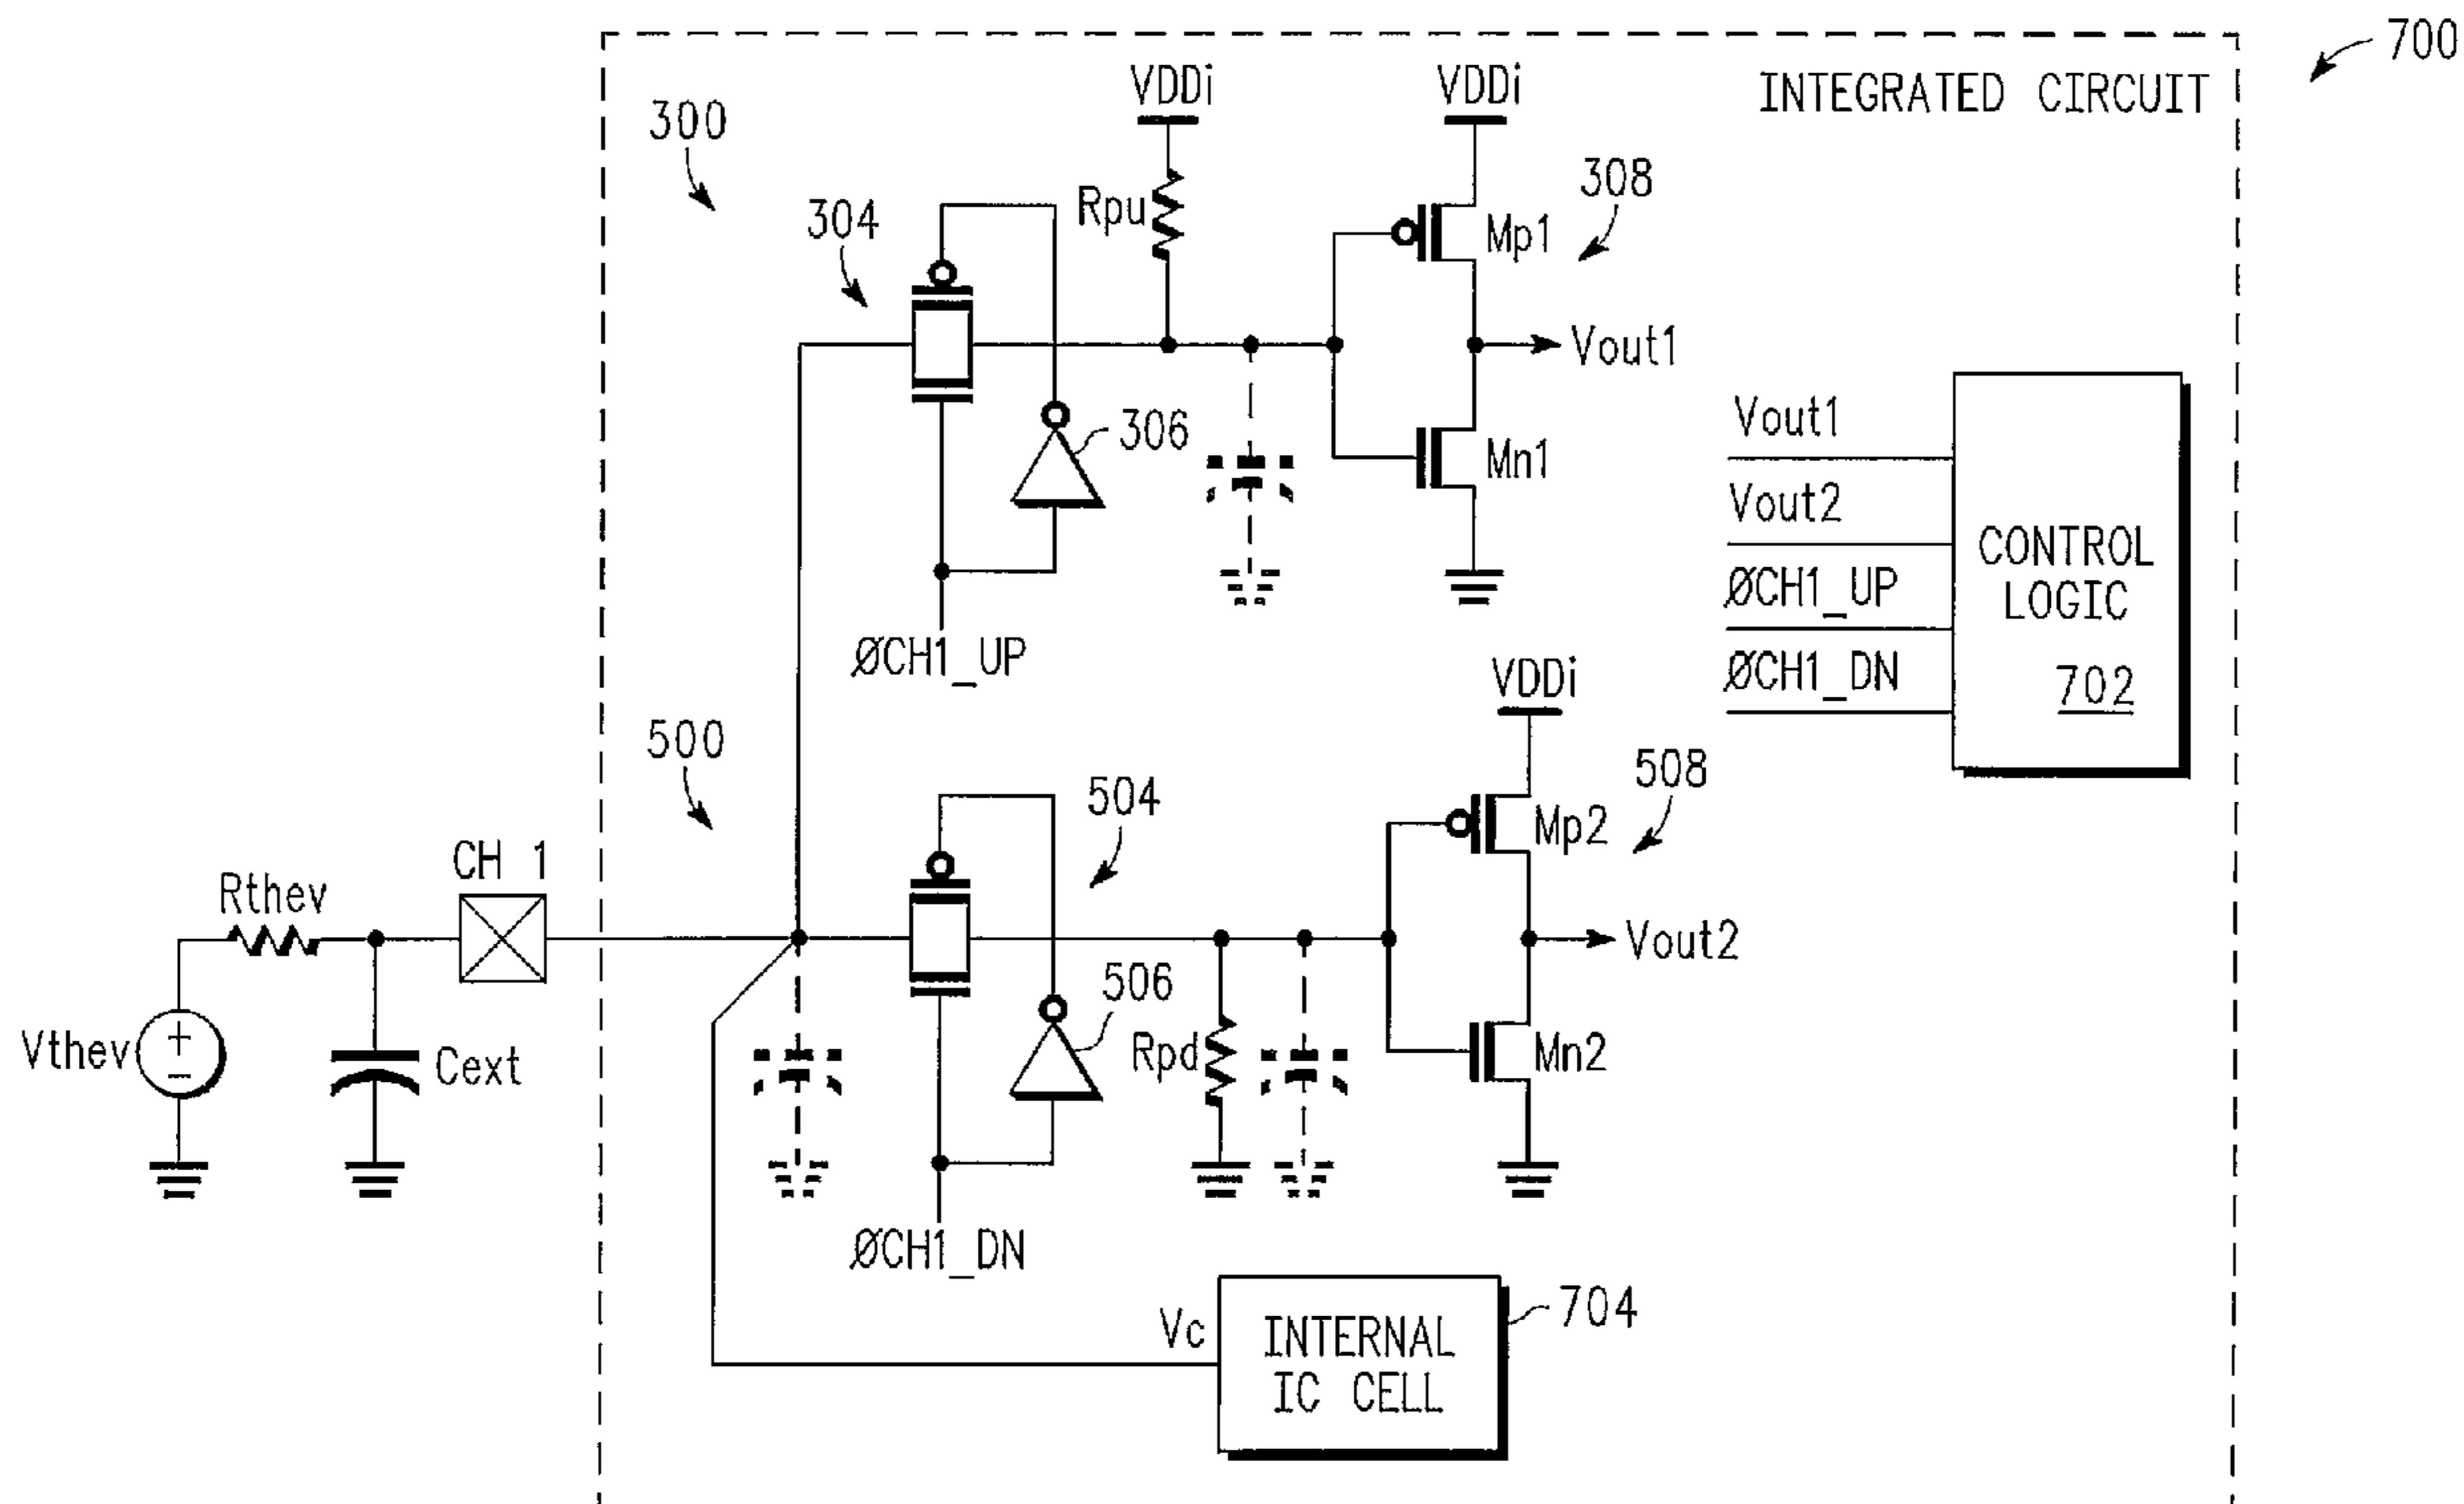 700
VDDi
VDDi
INTEGRATED CIRCUIT
300
308
304
Rpu
Mp1
Vout1
306
Mn1
Vout1
Vout2
ØCH1_UP
ØCH1_DN
CONTROL
LOGIC
702
ØCH1_UP
VDDi
500
504
508
Mp2
CH 1
Rthev
Vout2
506
Vthev
Cext
Rpd
Mn2
ØCH1_DN
Vc
INTERNAL
IC CELL
704